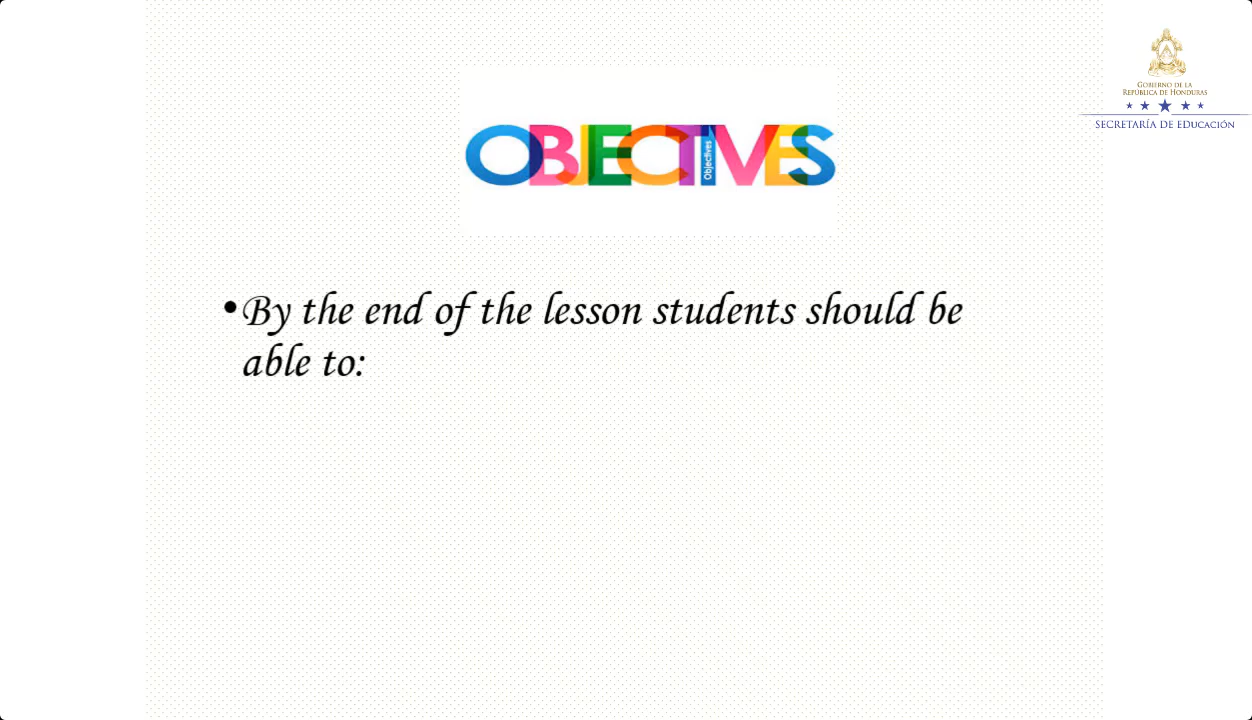 GOBIERNO DE LA
REPÚBLICA DE HONDURAS
SECRETARÍA DE EDUCACIÓN
OBJECTIVES
Objectives
•By the end of the lesson students should be
able to: